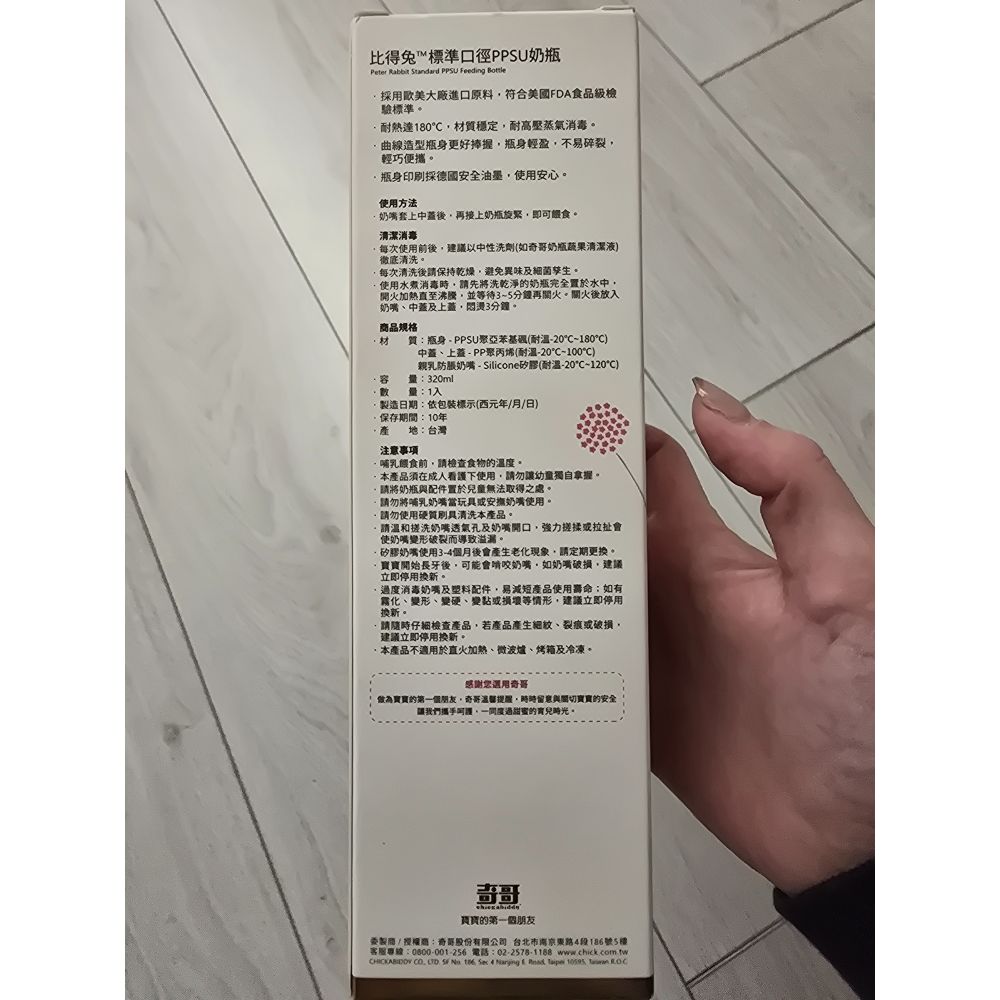 比得兔™標準口徑PPSU奶瓶
Peter Rabbit Standard PPSU Feeding Bottle
·採用歐美大廠進口原料，符合美國FDA食品級檢
驗標準。
·耐熱達180°C，材質穩定，耐高壓蒸氣消毒。
·曲線造型瓶身更好捧握，瓶身輕盈，不易碎裂，
輕巧便攜。
·瓶身印刷採德國安全油墨，使用安心。
使用方法
·奶嘴套上中蓋後，再接上奶瓶旋緊，即可餵食。
清潔消毒
·每次使用前後，建議以中性洗劑(如奇哥奶瓶蔬果清潔液)
徹底清洗。
·每次清洗後請保持乾燥，避免異味及細菌孳生。
·使用水煮消毒時，請先將洗乾淨的奶瓶完全置於水中，
開火加熱直至沸騰，並等待3~5分鐘再關火。關火後放入
奶嘴、中蓋及上蓋，悶燙3分鐘。
商品規格
·材　質：瓶身 - PPSU聚亞苯基碸(耐溫-20°C~180°C)
中蓋、上蓋 - PP聚丙烯(耐溫-20°C~100°C)
親乳防脹奶嘴 - Silicone矽膠(耐溫-20°C~120°C)
·容　量：320ml
·數　量：1入
·製造日期：依包裝標示(西元年/月/日)
·保存期間：10年
·產　地：台灣
注意事項
·哺乳餵食前，請檢查食物的溫度。
·本產品須在成人看護下使用，請勿讓幼童獨自拿握。
·請將奶瓶與配件置於兒童無法取得之處。
·請勿將哺乳奶嘴當玩具或安撫奶嘴使用。
·請勿使用硬質刷具清洗本產品。
·請溫和搓洗奶嘴透氣孔及奶嘴開口，強力搓揉或拉扯會
使奶嘴變形破裂而導致溢漏。
·矽膠奶嘴使用3-4個月後會產生老化現象，請定期更換。
·寶寶開始長牙後，可能會啃咬奶嘴，如奶嘴破損，建議
立即停用換新。
·過度消毒奶嘴及塑料配件，易減短產品使用壽命；如有
霧化、變形、變硬、變黏或損壞等情形，建議立即停用
換新。
·請隨時仔細檢查產品，若產品產生細紋、裂痕或破損，
建議立即停用換新。
·本產品不適用於直火加熱、微波爐、烤箱及冷凍。
感謝您選用奇哥
做為寶寶的第一個朋友，奇哥溫馨提醒，時時留意與關切寶寶的安全
讓我們攜手呵護，一同度過甜蜜的育兒時光。
奇哥
chickabiddy
寶寶的第一個朋友
委製商 / 授權商：奇哥股份有限公司 台北市南京東路4段186號5樓
客服專線：0800-001-256 電話：02-2578-1188 www.chick.com.tw
CHICKABIDDY CO., LTD. 5F No. 186, Sec 4 Nanjing E. Road, Taipei 10595, Taiwan R.O.C.